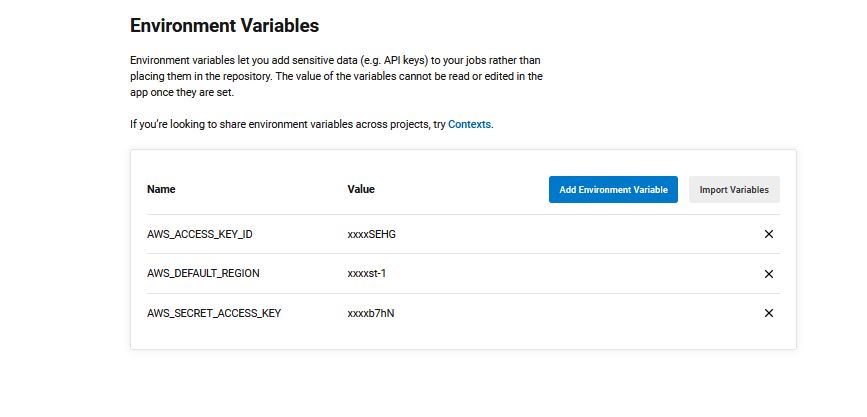 Environment Variables
Environment variables let you add sensitive data (e.g. API keys) to your jobs rather than
placing them in the repository. The value of the variables cannot be read or edited in the
app once they are set.
If you're looking to share environment variables across projects, try Contexts.
Name Value Add Environment Variable Import Variables
AWS_ACCESS_KEY_ID xxxxSEHG
AWS_DEFAULT_REGION xxxxst-1
AWS_SECRET_ACCESS_KEY xxxxb7hN